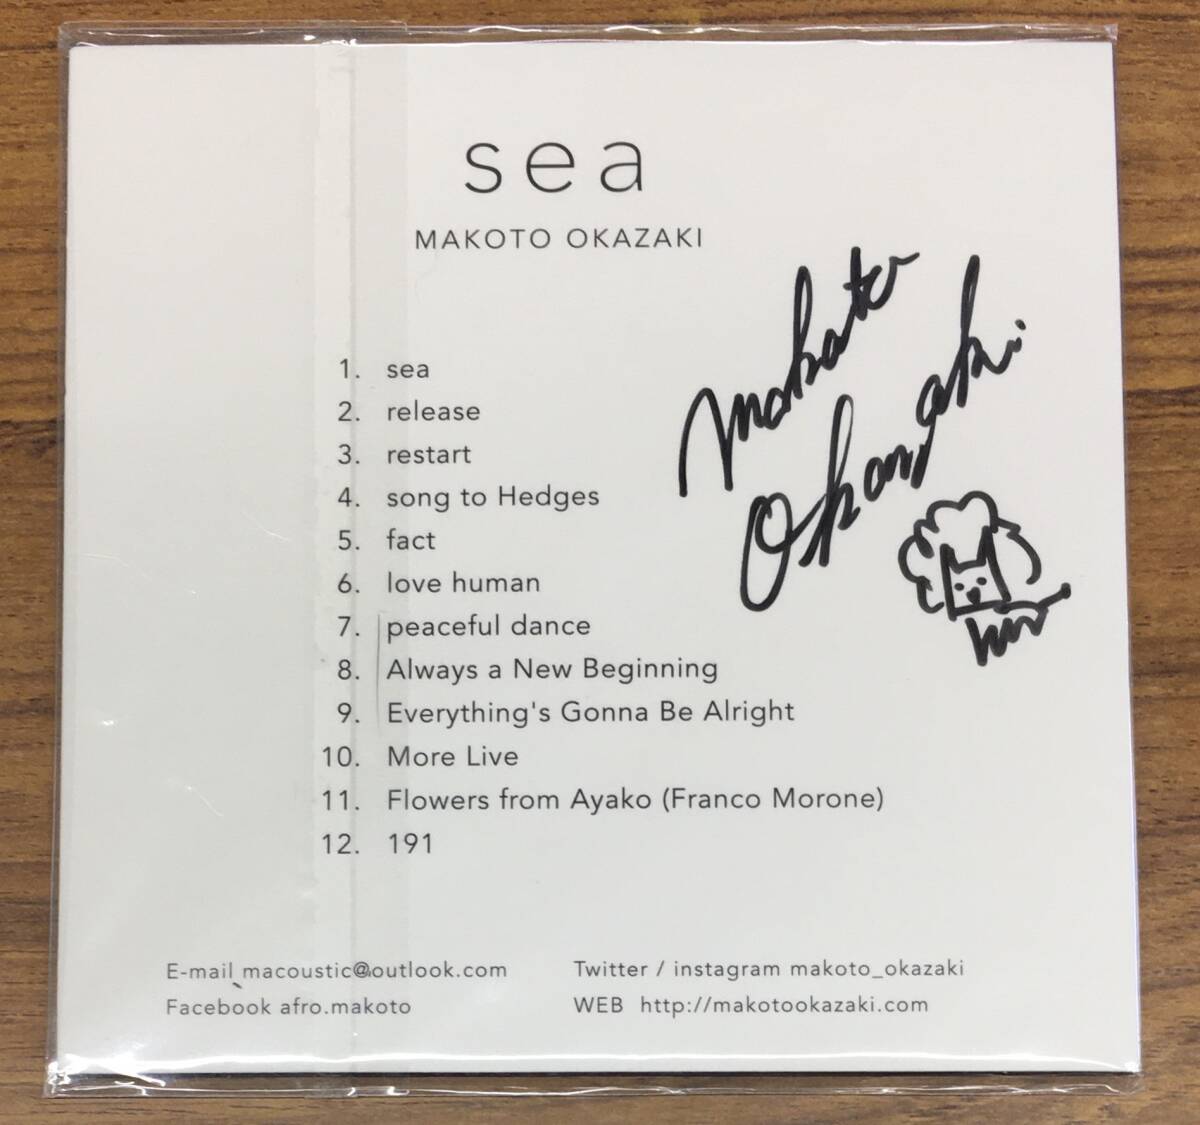 sea
MAKOTO OKAZAKI
Makoto
Okazaki
1. sea
2. release
3. restart
4. song to Hedges
5. fact
6. love human
7. peaceful dance
8. Always a New Beginning
9. Everything's Gonna Be Alright
10. More Live
11. Flowers from Ayako (Franco Morone)
12. 191
E-mail macoustic@outlook.com
Facebook afro.makoto
Twitter / instagram makoto_okazaki
WEB http://makotookazaki.com